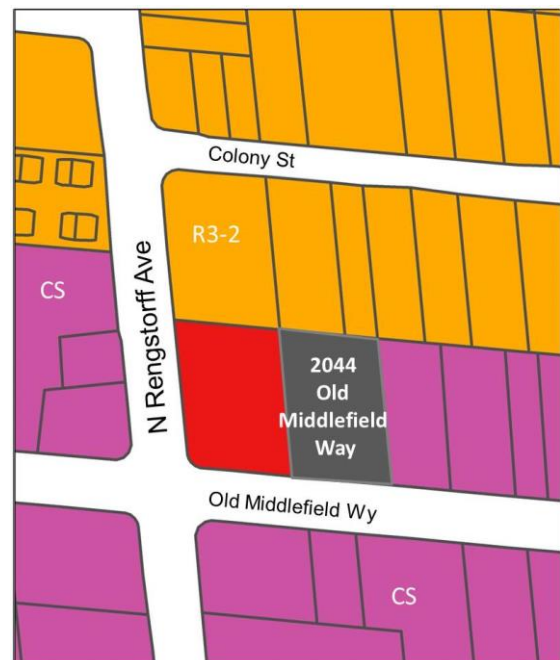 Colony St
R3-2
CS
N Rengstorff Ave
2044
Old
Middlefield
Way
Old Middlefield Wy
CS